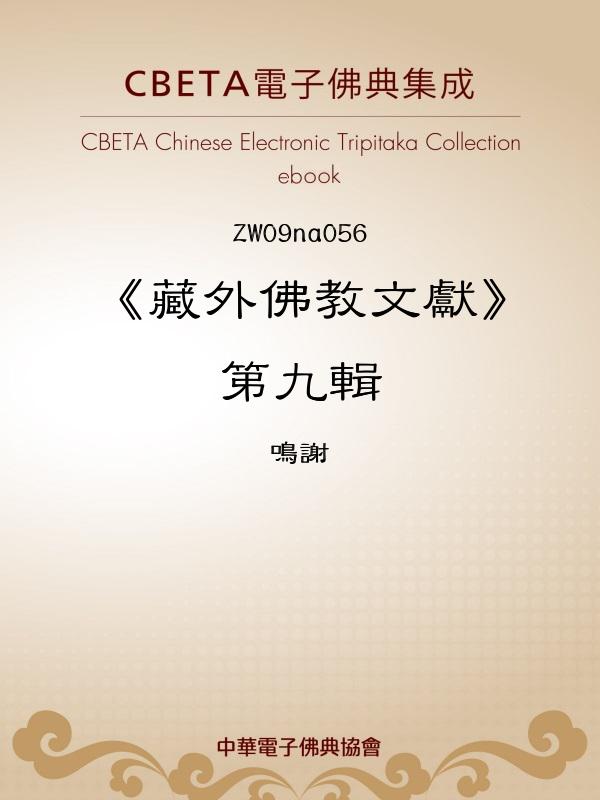 CBETA電子佛典集成
CBETA Chinese Electronic Tripitaka Collection
ebook
ZW09na056
《藏外佛教文獻》
第九輯
鳴謝
中華電子佛典協會